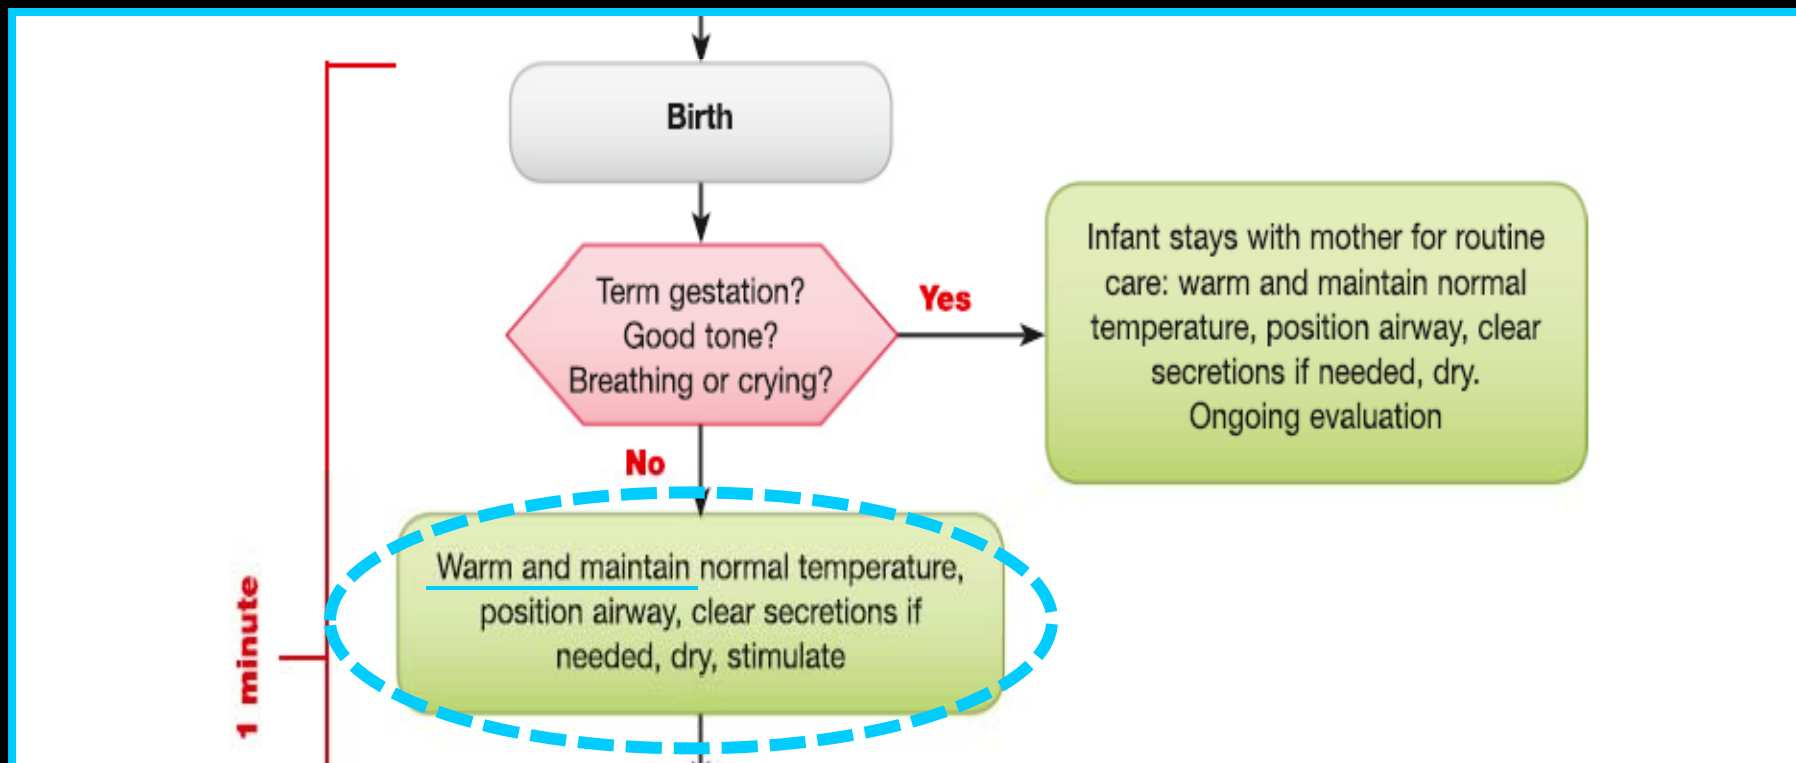 Birth
Term gestation?
Good tone?
Breathing or crying?
Yes
Infant stays with mother for routine
care: warm and maintain normal
temperature, position airway, clear
secretions if needed, dry.
Ongoing evaluation
No
Warm and maintain normal temperature,
position airway, clear secretions if
needed, dry, stimulate
1 minute